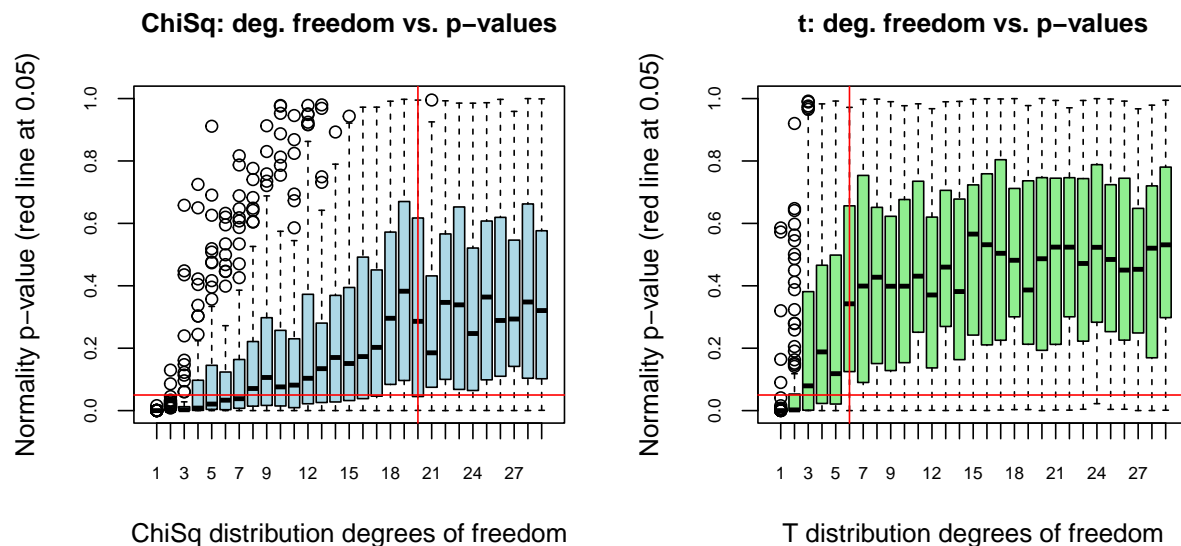 ChiSq: deg. freedom vs. p−values
Normality p−value (red line at 0.05)
1.0
0.8
0.6
0.4
0.2
0.0
1 3 5 7 9 12 15 18 21 24 27
ChiSq distribution degrees of freedom
t: deg. freedom vs. p−values
Normality p−value (red line at 0.05)
1.0
0.8
0.6
0.4
0.2
0.0
1 3 5 7 9 12 15 18 21 24 27
T distribution degrees of freedom